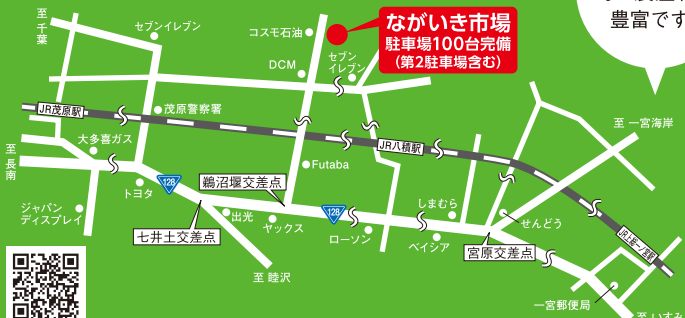 至千葉
セブンイレブン
コスモ石油
ながいき市場
駐車場100台完備
(第2駐車場含む)
豊富です
DCM
セブン
イレブン
JR茂原駅
茂原警察署
至 一宮海岸
大多喜ガス
JR八積駅
至長南
Futaba
トヨタ
128
鵜沼堰交差点
しまむら
ジャパン
ディスプレイ
出光
ヤックス
128
ローソン
せんどう
七井土交差点
ベイシア
宮原交差点
JR上総一ノ宮駅
至 睦沢
一宮郵便局
至 いすみ